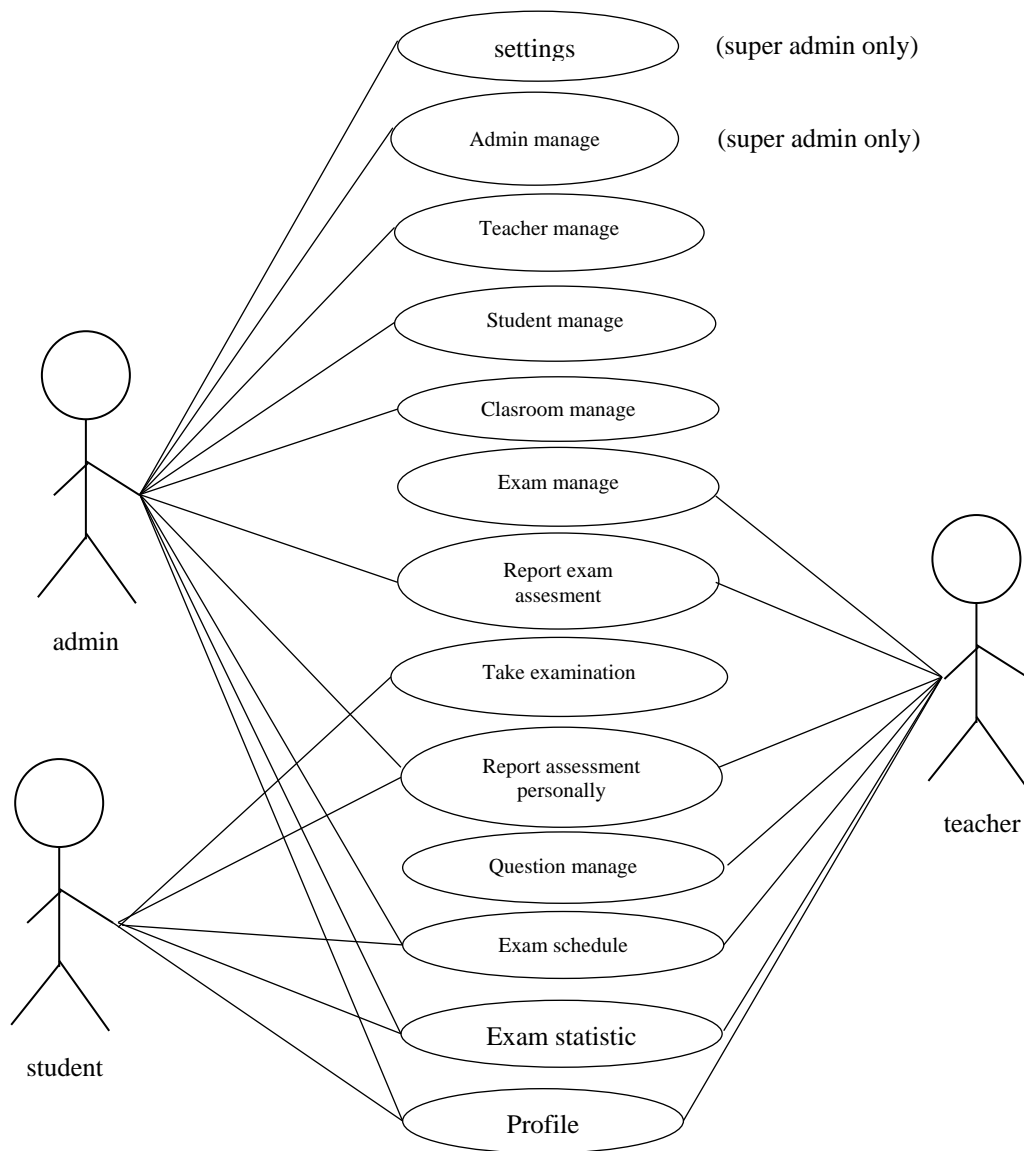 settings (super admin only)
Admin manage (super admin only)
Teacher manage
Student manage
Clasroom manage
Exam manage
Report exam
assesment
admin
Take examination
Report assessment
personally
teacher
Question manage
Exam schedule
Exam statistic
student
Profile